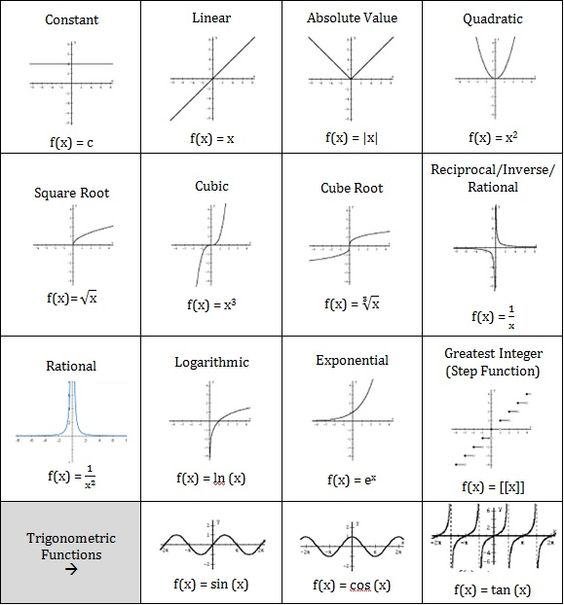 Constant
f(x) = c
Linear
f(x) = x
Absolute Value
f(x) = |x|
Quadratic
f(x) = x²
Square Root
f(x)=√x
Cubic
f(x) = x³
Cube Root
f(x) = ∛x
Reciprocal/Inverse/
Rational
f(x) = 1/x
Rational
f(x) = 1/x²
Logarithmic
f(x) = ln (x)
Exponential
f(x) = eˣ
Greatest Integer
(Step Function)
f(x) = [[x]]
Trigonometric
Functions
→
f(x) = sin (x)
f(x) = cos (x)
f(x) = tan (x)